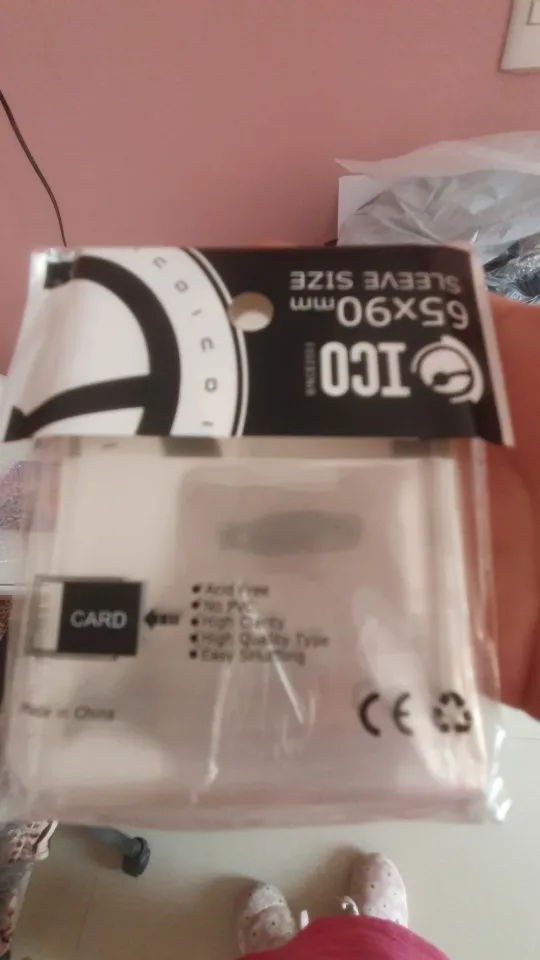 65x90mm
SLEEVE SIZE
ICO
CARD
Acid Free
No PVC
High Clarity
High Quality Type
Easy Shuffling
Made in China
CE